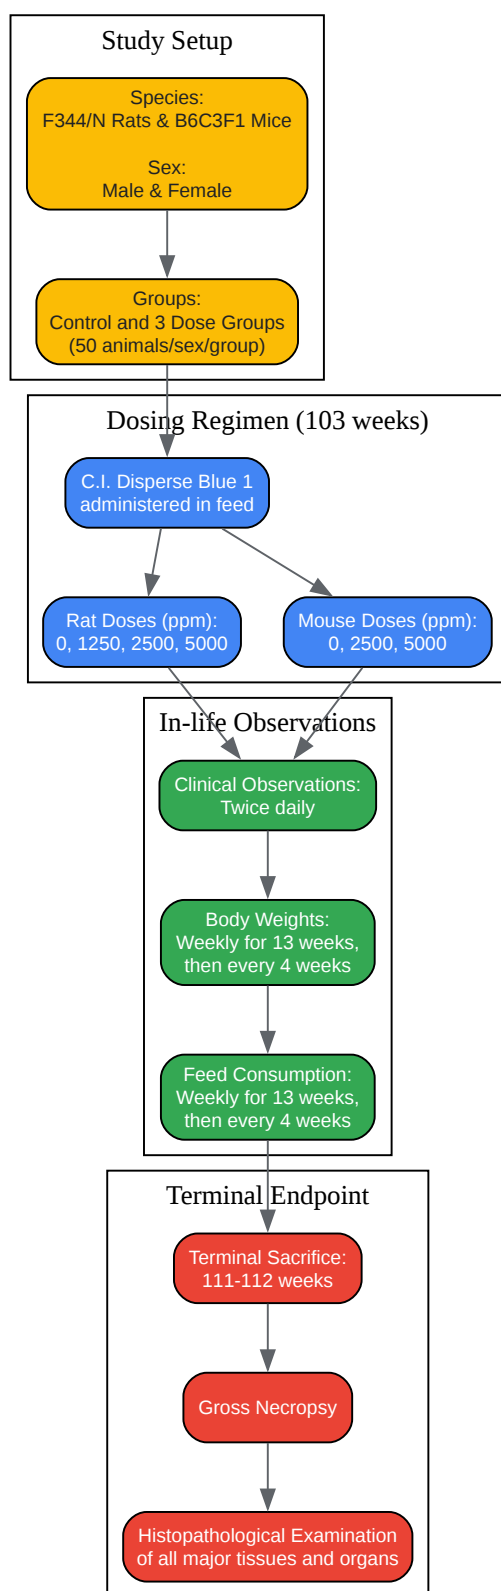 Study Setup
Species:
F344/N Rats & B6C3F1 Mice
Sex:
Male & Female
Groups:
Control and 3 Dose Groups
(50 animals/sex/group)
Dosing Regimen (103 weeks)
C.I. Disperse Blue 1
administered in feed
Rat Doses (ppm):
0, 1250, 2500, 5000
Mouse Doses (ppm):
0, 2500, 5000
In-life Observations
Clinical Observations:
Twice daily
Body Weights:
Weekly for 13 weeks,
then every 4 weeks
Feed Consumption:
Weekly for 13 weeks,
then every 4 weeks
Terminal Endpoint
Terminal Sacrifice:
111-112 weeks
Gross Necropsy
Histopathological Examination
of all major tissues and organs